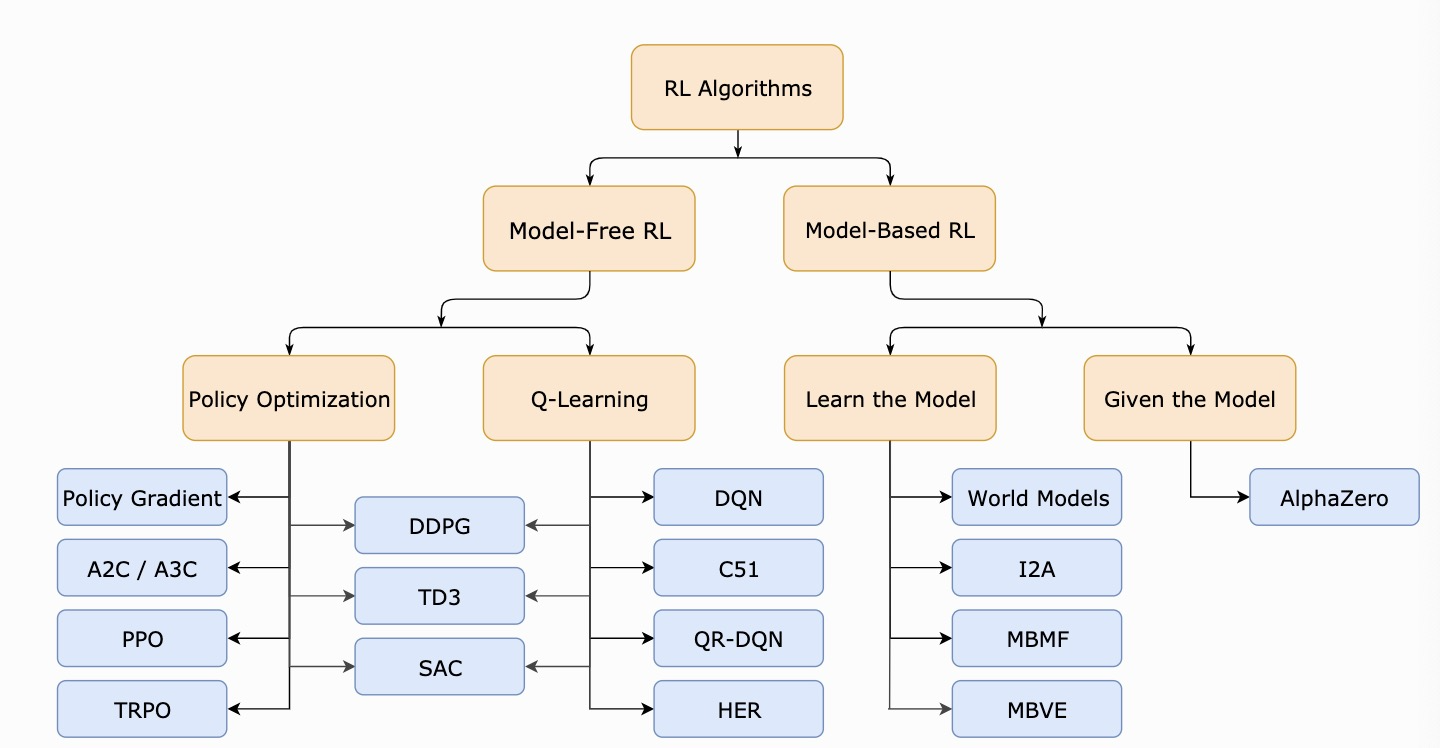 RL Algorithms
Model-Free RL
Model-Based RL
Policy Optimization
Q-Learning
Learn the Model
Given the Model
Policy Gradient
DQN
World Models
AlphaZero
DDPG
A2C / A3C
C51
I2A
TD3
PPO
QR-DQN
MBMF
SAC
TRPO
HER
MBVE